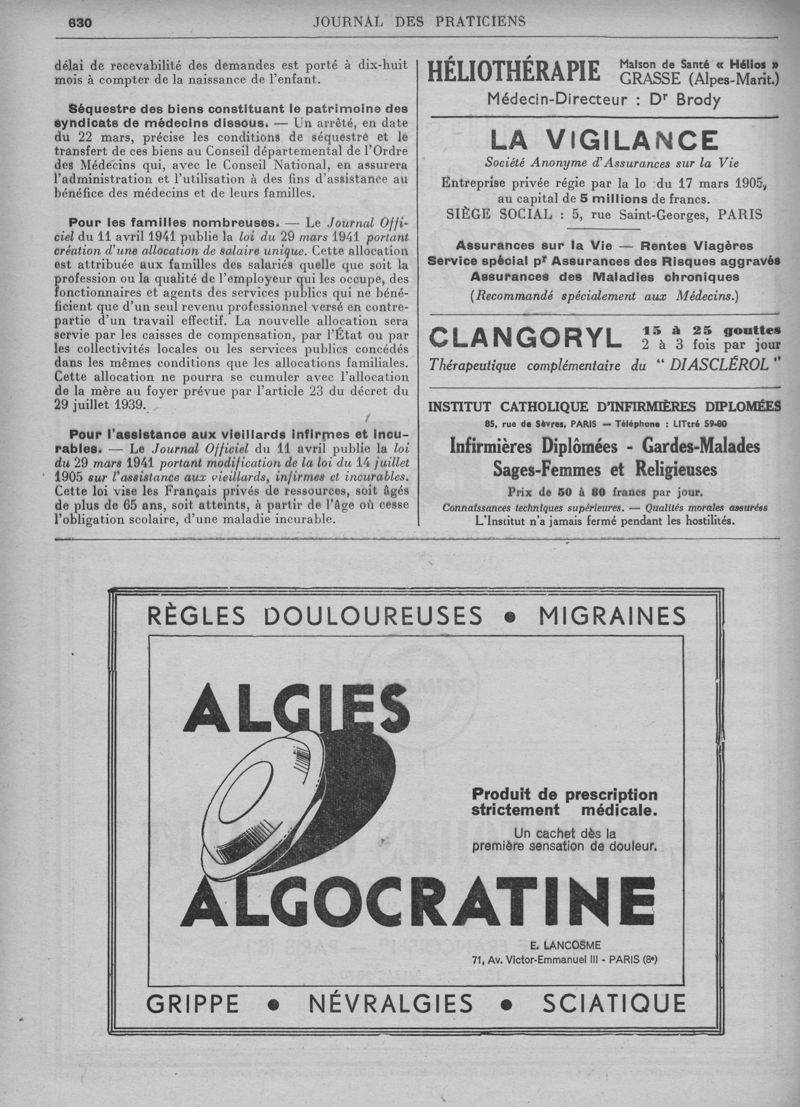 630
JOURNAL DES PRATICIENS
délai de recevabilité des demandes est porté à dix-huit
mois à compter de la naissance de l'enfant.
Séquestre des biens constituant le patrimoine des
syndicats de médecins dissous. — Un arrêté, en date
du 22 mars, précise les conditions de séquestre et le
transfert de ces biens au Conseil départemental de l'Ordre
des Médecins qui, avec le Conseil National, en assurera
l'administration et l'utilisation à des fins d'assistance au
bénéfice des médecins et de leurs familles.
Pour les familles nombreuses. — Le Journal Offi-
ciel du 11 avril 1941 publie la loi du 29 mars 1941 portant
création d'une allocation de salaire unique. Cette allocation
est attribuée aux familles des salariés quelle que soit la
profession ou la qualité de l'employeur qui les occupe, des
fonctionnaires et agents des services publics qui ne béné-
ficient que d'un seul revenu professionnel versé en contre-
partie d'un travail effectif. La nouvelle allocation sera
servie par les caisses de compensation, par l'État ou par
les collectivités locales ou les services publics concédés
dans les mêmes conditions que les allocations familiales.
Cette allocation ne pourra se cumuler avec l'allocation
de la mère au foyer prévue par l'article 23 du décret du
29 juillet 1939.
Pour l'assistance aux vieillards infirmes et incu-
rables. — Le Journal Officiel du 11 avril publie la loi
du 29 mars 1941 portant modification de la loi du 14 juillet
1905 sur l'assistance aux vieillards, infirmes et incurables.
Cette loi vise les Français privés de ressources, soit âgés
de plus de 65 ans, soit atteints, à partir de l'âge où cesse
l'obligation scolaire, d'une maladie incurable.
HÉLIOTHÉRAPIE Maison de Santé « Hélios »
GRASSE (Alpes-Marit.)
Médecin-Directeur : Dr Brody
LA VIGILANCE
Société Anonyme d'Assurances sur la Vie
Entreprise privée régie par la lo du 17 mars 1905,
au capital de 5 millions de francs.
SIÈGE SOCIAL : 5, rue Saint-Georges, PARIS
Assurances sur la Vie — Rentes Viagères
Service spécial pr Assurances des Risques aggravés
Assurances des Maladies chroniques
(Recommandé spécialement aux Médecins.)
CLANGORYL 15 à 25 gouttes
2 à 3 fois par jour
Thérapeutique complémentaire du “ DIASCLÉROL ”
INSTITUT CATHOLIQUE D'INFIRMIÈRES DIPLOMÉES
85, rue de Sèvres, PARIS — Téléphone : LITtré 59-80
Infirmières Diplômées - Gardes-Malades
Sages-Femmes et Religieuses
Prix de 50 à 80 francs par jour.
Connaissances techniques supérieures. — Qualités morales assurées
L'Institut n'a jamais fermé pendant les hostilités.
RÈGLES DOULOUREUSES • MIGRAINES
ALGIES
Produit de prescription
strictement médicale.
Un cachet dès la
première sensation de douleur.
ALGOCRATINE
E. LANCOSME
71, Av. Victor-Emmanuel III - PARIS (8e)
GRIPPE • NÉVRALGIES • SCIATIQUE